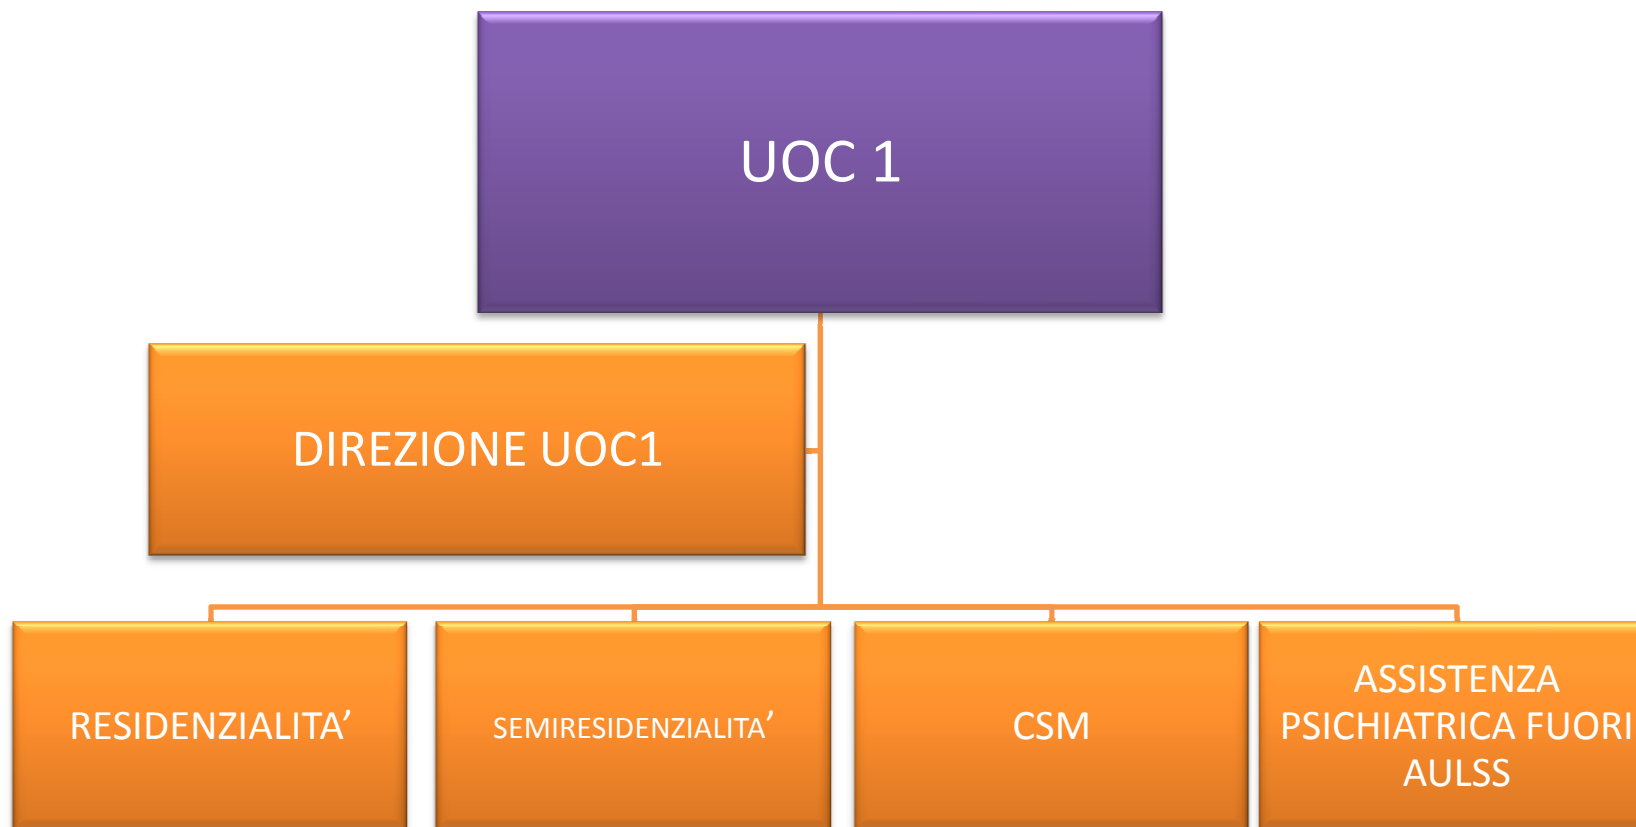 UOC 1
DIREZIONE UOC1
RESIDENZIALITA’
SEMIRESIDENZIALITA’
CSM
ASSISTENZA
PSICHIATRICA FUORI
AULSS